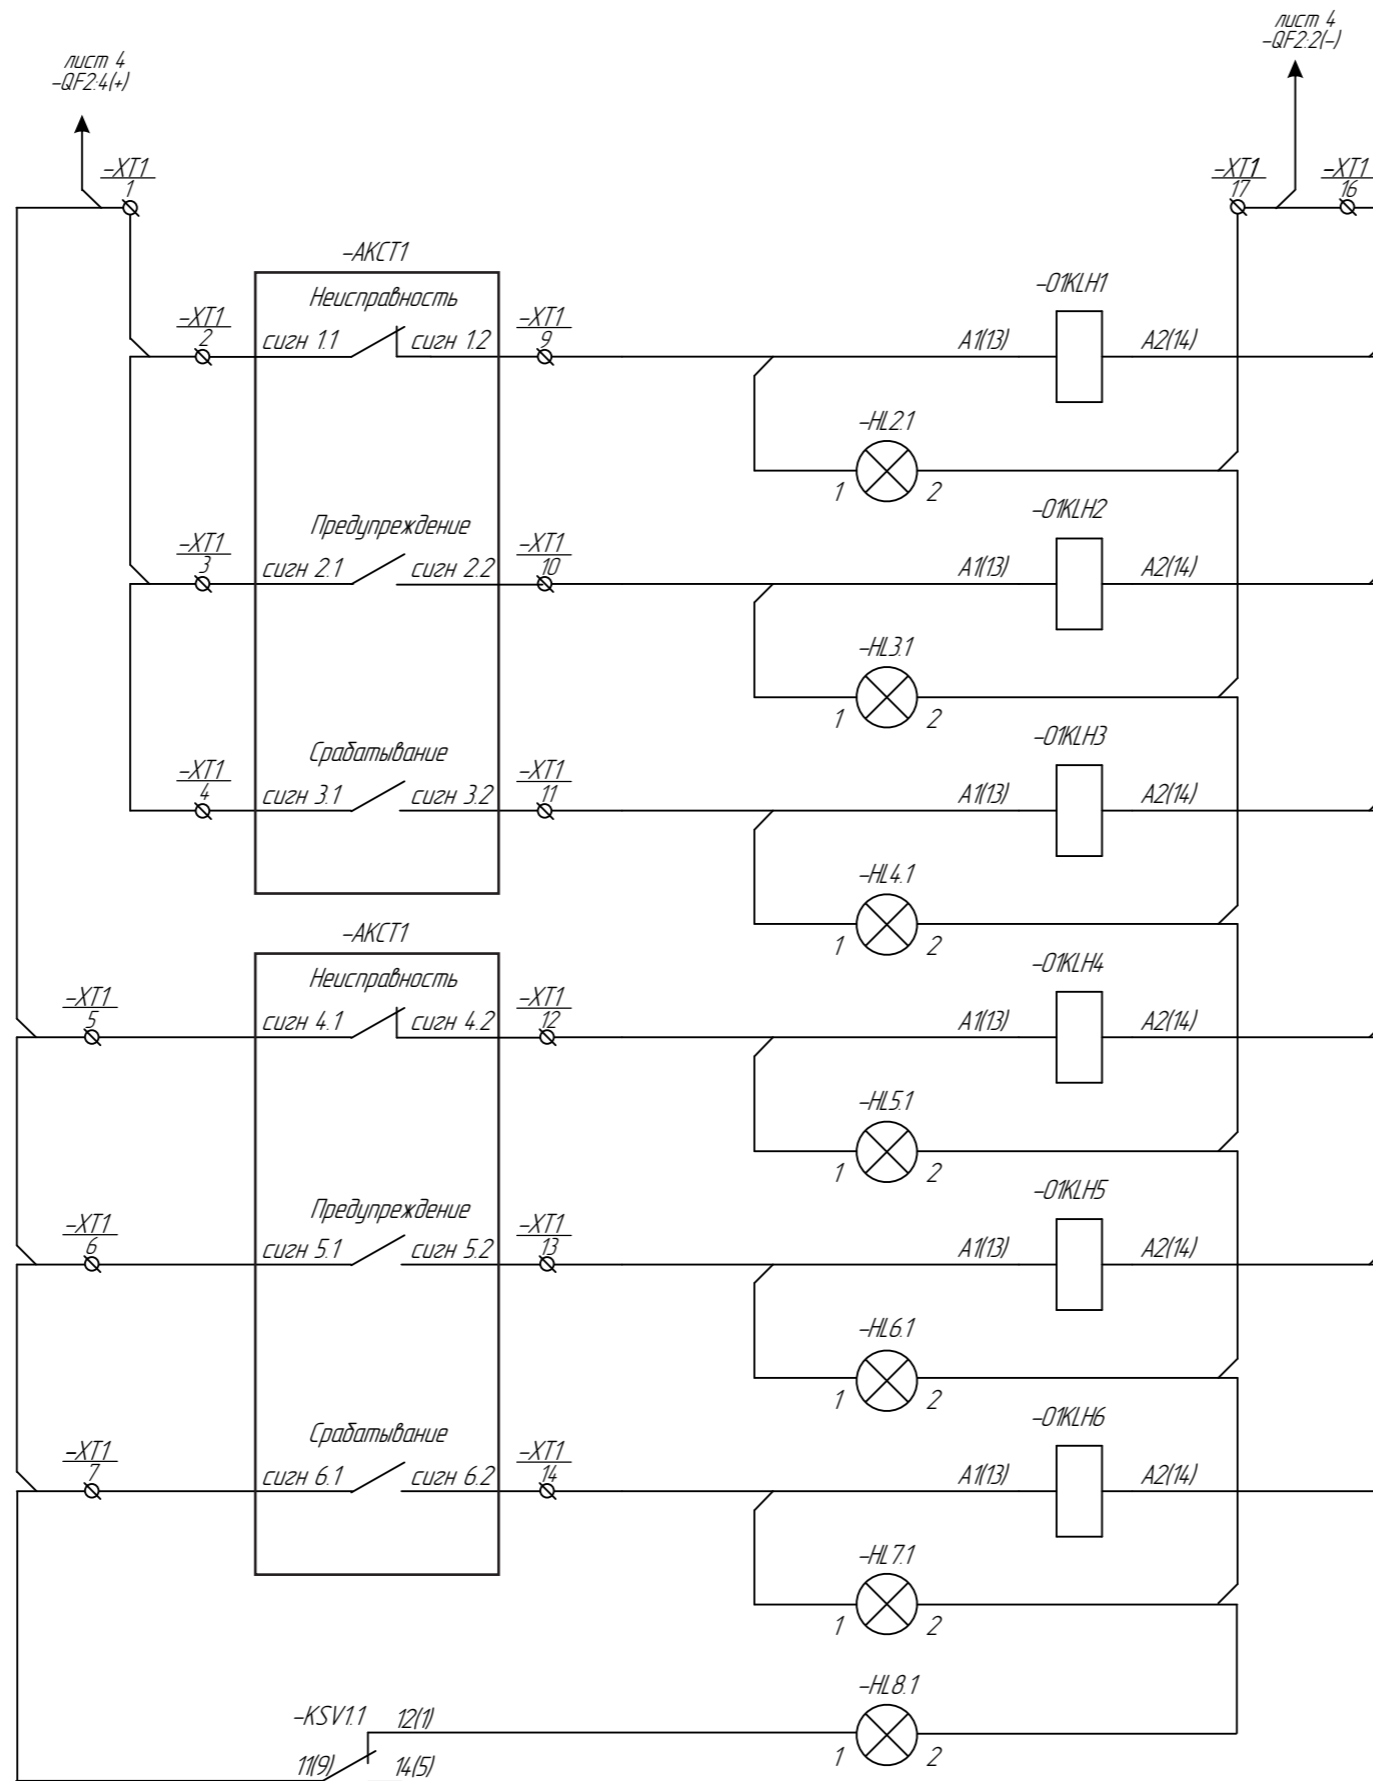 лист 4
-QF2:4(+)
лист 4
-QF2:2(-)
-XT1
1
-XT1
17
-XT1
16
-АКСТ1
Неисправность
-XT1
2
сигн 1.1
сигн 1.2
-XT1
9
-01KLH1
A1(13)
A2(14)
-HL2.1
1
2
Предупреждение
-XT1
3
сигн 2.1
сигн 2.2
-XT1
10
-01KLH2
A1(13)
A2(14)
-HL3.1
1
2
Срабатывание
-XT1
4
сигн 3.1
сигн 3.2
-XT1
11
-01KLH3
A1(13)
A2(14)
-HL4.1
1
2
-АКСТ1
Неисправность
-XT1
5
сигн 4.1
сигн 4.2
-XT1
12
-01KLH4
A1(13)
A2(14)
-HL5.1
1
2
Предупреждение
-XT1
6
сигн 5.1
сигн 5.2
-XT1
13
-01KLH5
A1(13)
A2(14)
-HL6.1
1
2
Срабатывание
-XT1
7
сигн 6.1
сигн 6.2
-XT1
14
-01KLH6
A1(13)
A2(14)
-HL7.1
1
2
-KSV1.1
12(1)
11(9)
14(5)
-HL8.1
1
2